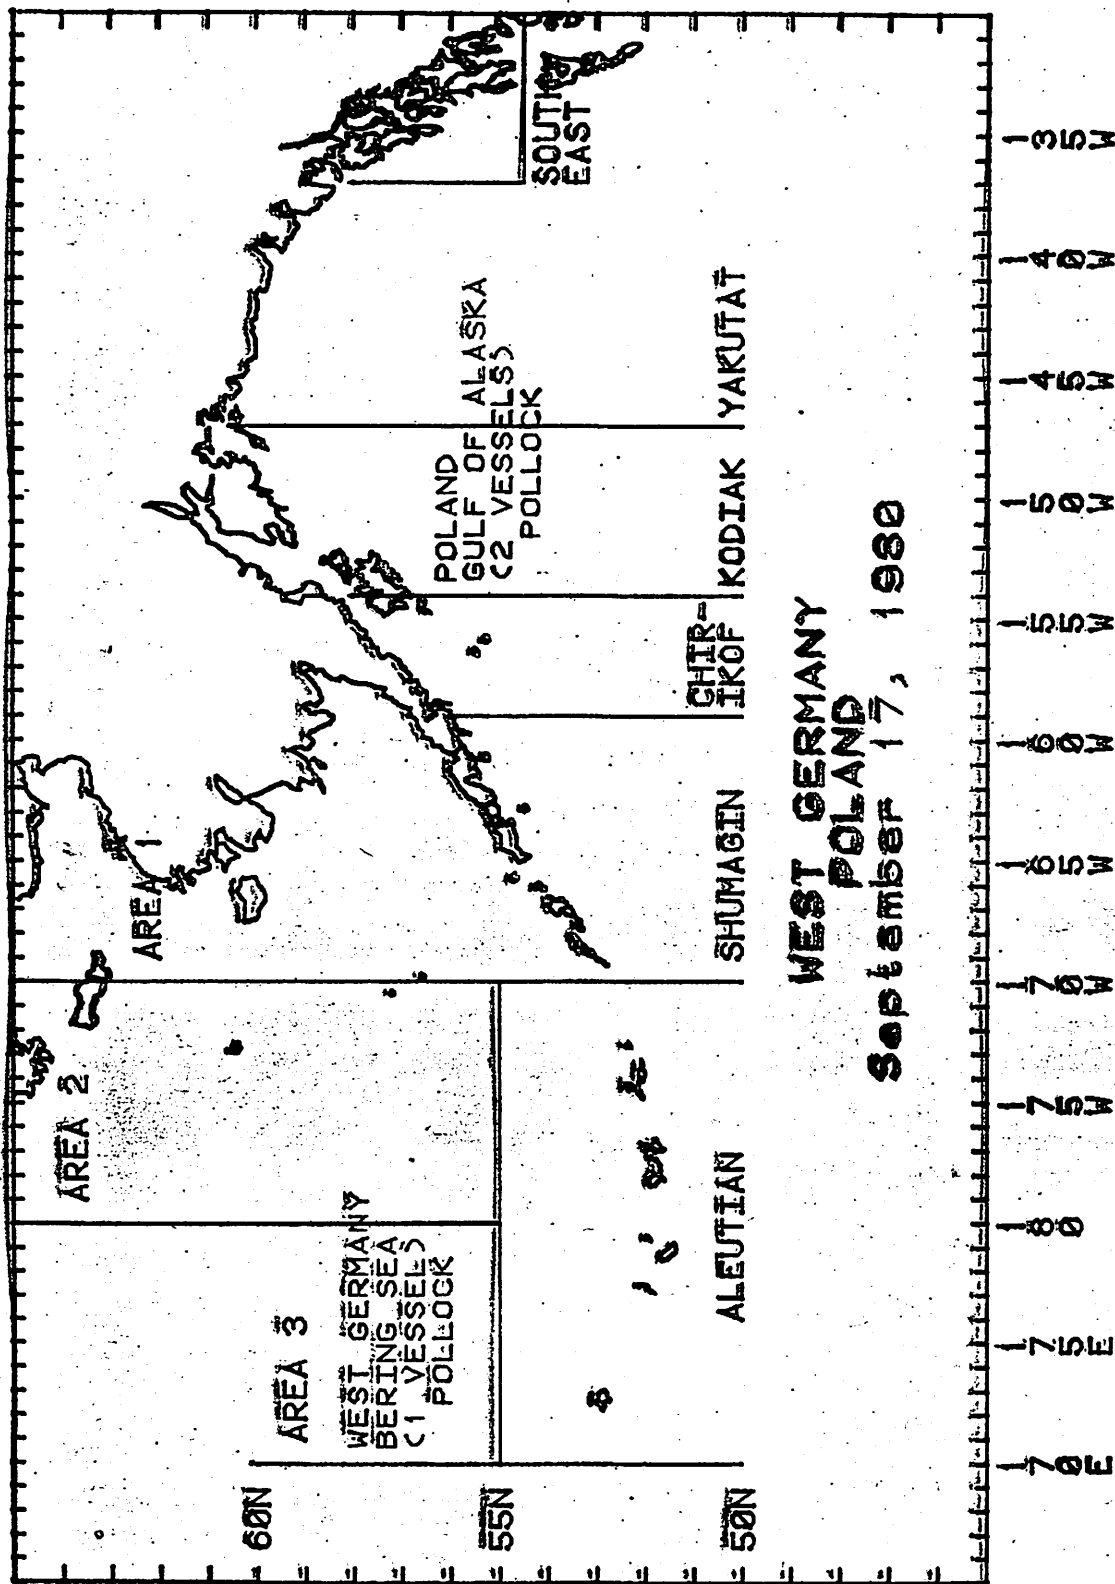 AREA 2
AREA 1
AREA 3
WEST GERMANY
BERING SEA
(1 VESSEL)
POLLOCK
POLAND
GULF OF ALASKA
(2 VESSELS)
POLLOCK
SOUTH
EAST
60N
55N
50N
ALEUTIAN
SHUMAGIN
CHIR-
IKOF
KODIAK
YAKUTAT
WEST GERMANY
POLAND
September 17, 1980
170E
175E
180
175W
170W
165W
160W
155W
150W
145W
140W
135W